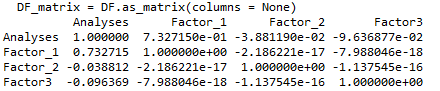 DF_matrix = DF.as_matrix(columns = None)
Analyses Factor_1 Factor_2 Factor3
Analyses 1.000000 7.327150e-01 -3.881190e-02 -9.636877e-02
Factor_1 0.732715 1.000000e+00 -2.186221e-17 -7.988046e-18
Factor_2 -0.038812 -2.186221e-17 1.000000e+00 -1.137545e-16
Factor3 -0.096369 -7.988046e-18 -1.137545e-16 1.000000e+00